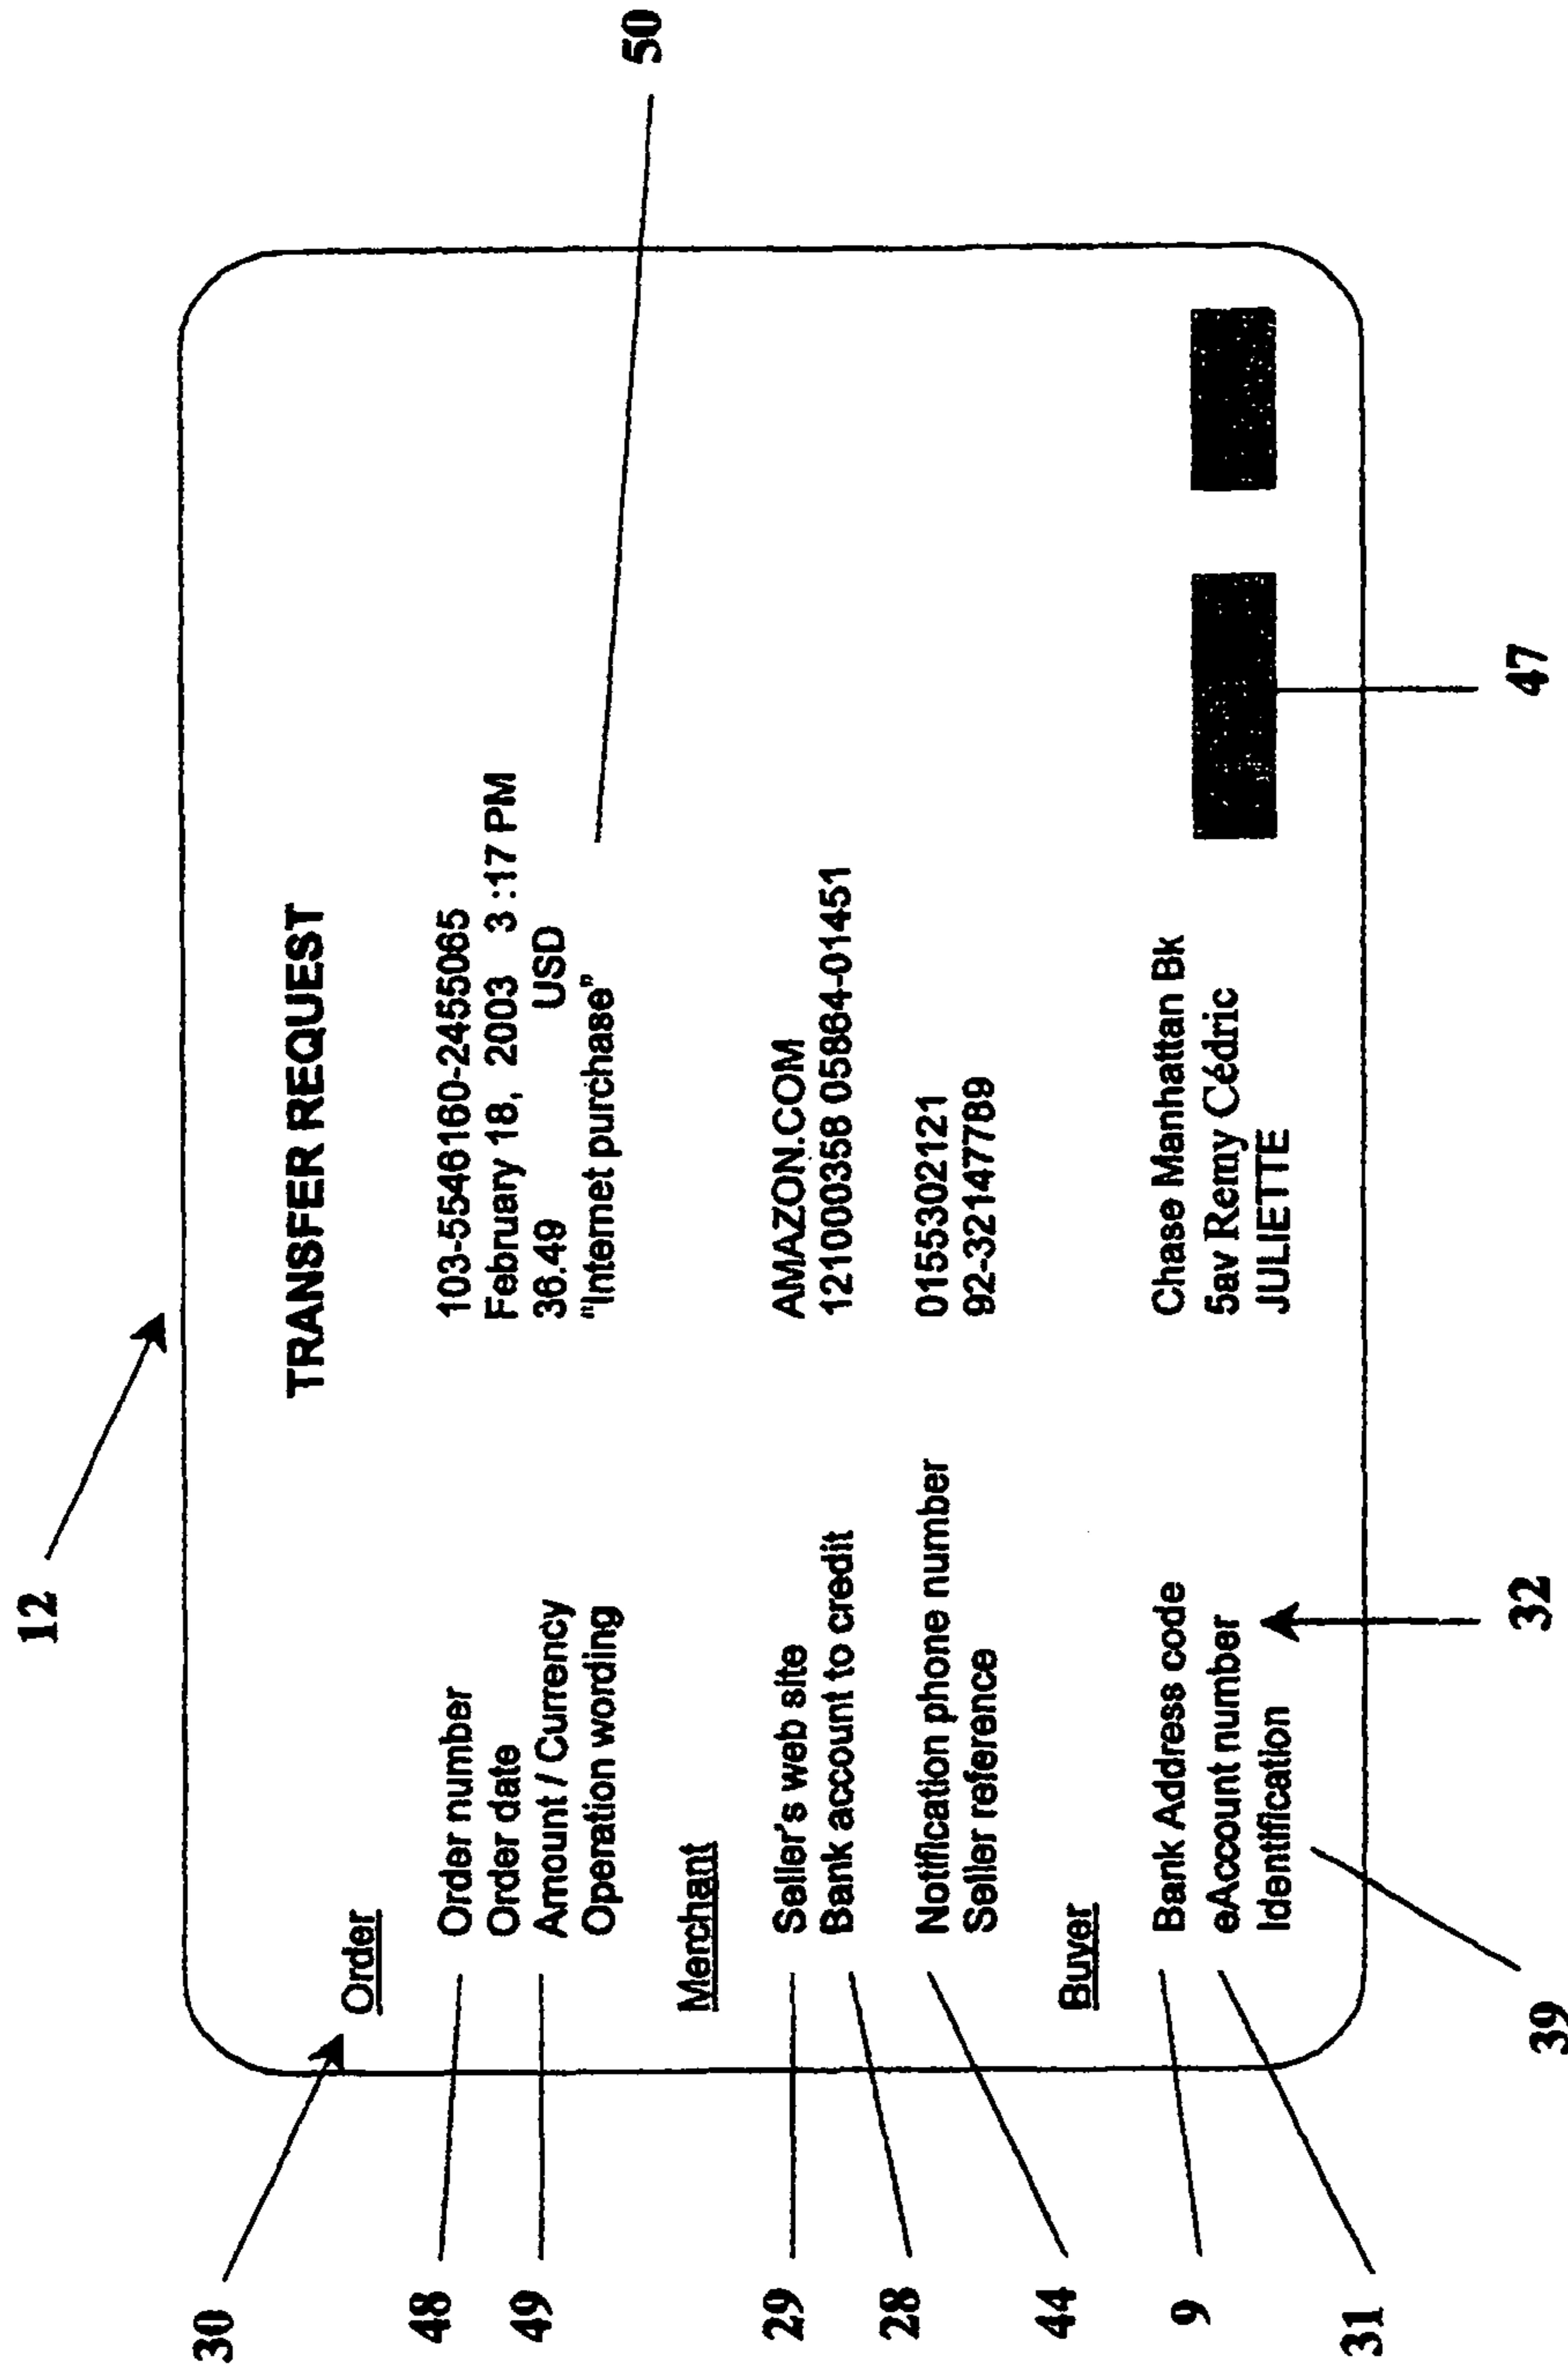 12
TRANSFER REQUEST
50
30
Order
48
Order number 103-5546160-2455065
Order date February 18, 2003 3 :17 PM
49
Amount / Currency 36.49 USD
Operation wording "Internet purchase"
Merchant
29
Seller's web site AMAZON.COM
28
Bank account to credit 121000358 05864-01451
44
Notification phone number 0155302121
Seller reference 92-32147789
Buyer
9
Bank Address code Chase Manhattan Bk
31
eAccount number 5av Remy Cédric
Identification JULIETTE
39
32
47